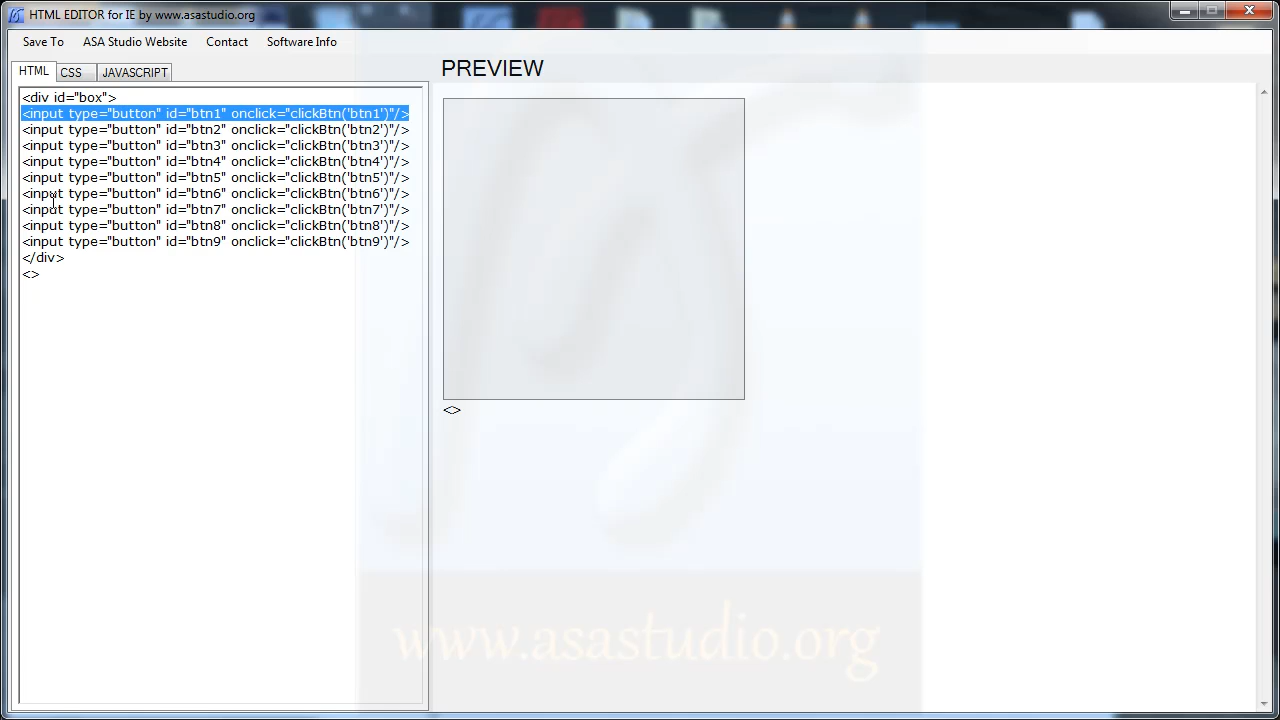 HTML EDITOR for IE by www.asastudio.org
Save To ASA Studio Website Contact Software Info
HTML CSS JAVASCRIPT
PREVIEW
<div id="box">
<input type="button" id="btn1" onclick="clickBtn('btn1')"/>
<input type="button" id="btn2" onclick="clickBtn('btn2')"/>
<input type="button" id="btn3" onclick="clickBtn('btn3')"/>
<input type="button" id="btn4" onclick="clickBtn('btn4')"/>
<input type="button" id="btn5" onclick="clickBtn('btn5')"/>
<input type="button" id="btn6" onclick="clickBtn('btn6')"/>
<input type="button" id="btn7" onclick="clickBtn('btn7')"/>
<input type="button" id="btn8" onclick="clickBtn('btn8')"/>
<input type="button" id="btn9" onclick="clickBtn('btn9')"/>
</div>
<>
<>
www.asastudio.org